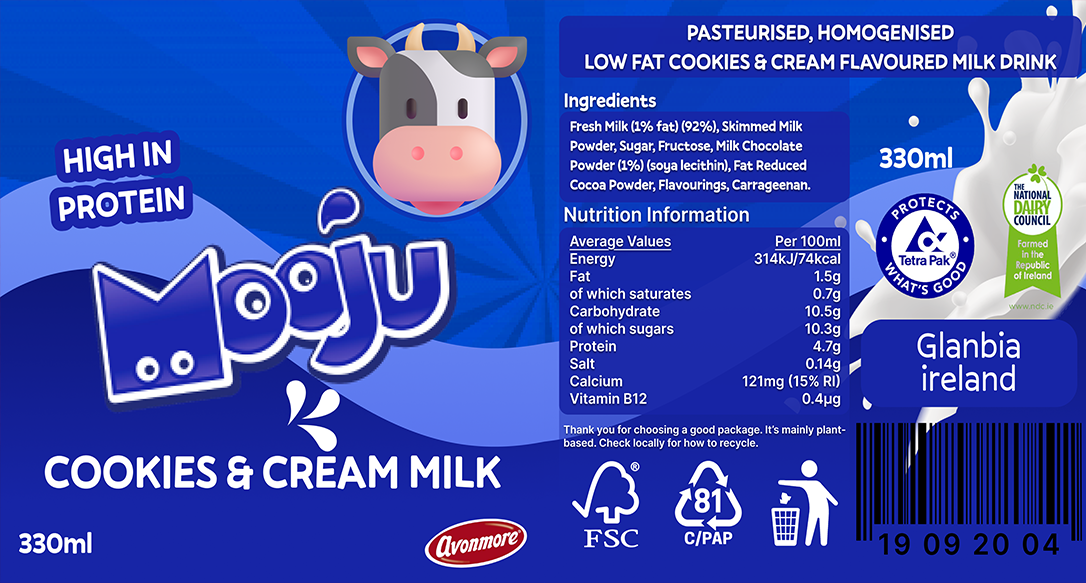 HIGH IN
PROTEIN
Mooju
COOKIES & CREAM MILK
330ml
avonmore
PASTEURISED, HOMOGENISED
LOW FAT COOKIES & CREAM FLAVOURED MILK DRINK
Ingredients
Fresh Milk (1% fat) (92%), Skimmed Milk
Powder, Sugar, Fructose, Milk Chocolate
Powder (1%) (soya lecithin), Fat Reduced
Cocoa Powder, Flavourings, Carrageenan.
Nutrition Information
Average Values Per 100ml
Energy 314kJ/74kcal
Fat 1.5g
of which saturates 0.7g
Carbohydrate 10.5g
of which sugars 10.3g
Protein 4.7g
Salt 0.14g
Calcium 121mg (15% RI)
Vitamin B12 0.4µg
Thank you for choosing a good package. It's mainly plant-
based. Check locally for how to recycle.
®
FSC
81
C/PAP
330ml
PROTECTS
Tetra Pak®
WHAT'S GOOD
THE
NATIONAL
DAIRY
COUNCIL
Farmed
in the
Republic
of Ireland
www.ndc.ie
Glanbia
ireland
19 09 20 04